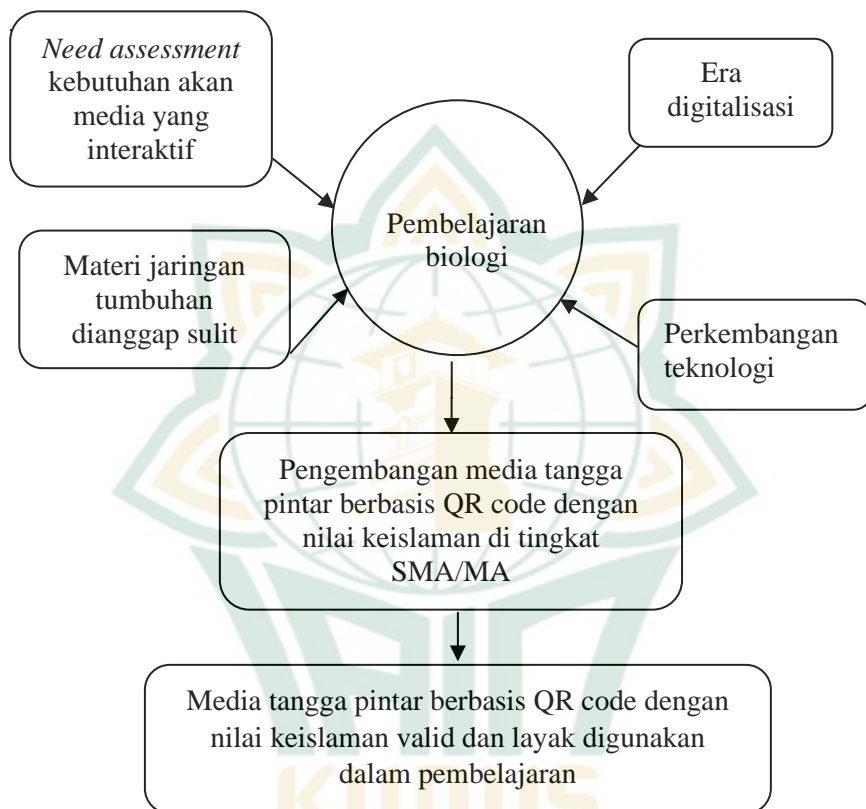 Need assessment
kebutuhan akan
media yang
interaktif
Era
digitalisasi
Pembelajaran
biologi
Materi jaringan
tumbuhan
dianggap sulit
Perkembangan
teknologi
Pengembangan media tangga
pintar berbasis QR code dengan
nilai keislaman di tingkat
SMA/MA
Media tangga pintar berbasis QR code dengan
nilai keislaman valid dan layak digunakan
dalam pembelajaran
KUDUS